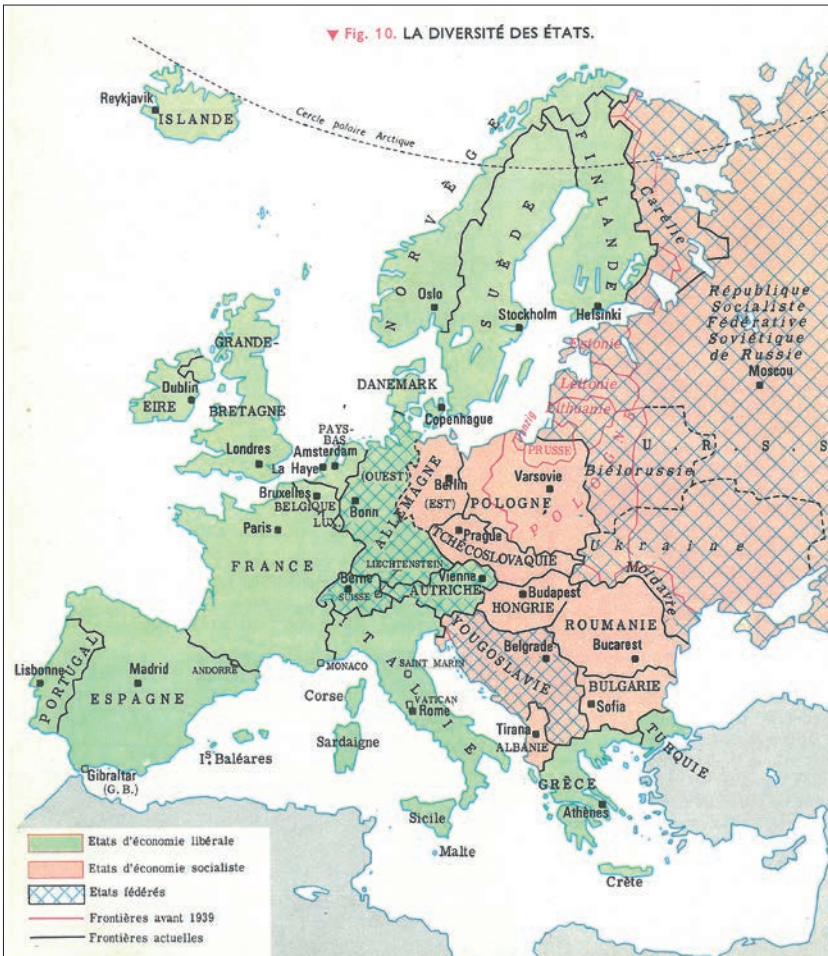 ▼ Fig. 10. LA DIVERSITÉ DES ÉTATS.
Reykjavik
ISLANDE
Cercle polaire Arctique
NORVÈGE
SUÈDE
FINLANDE
Carélie
Oslo
Stockholm
Helsinki
République
Socialiste
Fédérative
Soviétique
de Russie
Moscou
Estonie
Lettonie
Lithuanie
GRANDE-
BRETAGNE
Dublin
EIRE
Londres
DANEMARK
Copenhague
PAYS-
BAS
Amsterdam
La Haye
Bruxelles
BELGIQUE
LUX.
(OUEST)
Bonn
ALLEMAGNE
Berlin
(EST)
Danzig
PRUSSE
Varsovie
POLOGNE
POLOGNE
U.R.S.S
Biélorussie
Ukraine
Moldavie
Paris
FRANCE
Prague
TCHÉCOSLOVAQUIE
LIECHTENSTEIN
Berne
SUISSE
Vienne
AUTRICHE
Budapest
HONGRIE
ROUMANIE
Bucarest
YOUGOSLAVIE
Belgrade
BULGARIE
Sofia
Tirana
ALBANIE
PORTUGAL
Lisbonne
Madrid
ESPAGNE
ANDORRE
MONACO
ITALIE
SAINT MARIN
VATICAN
Rome
Corse
Sardaigne
Is Baléares
Gibraltar
(G.B.)
Sicile
Malte
GRÈCE
Athènes
TURQUIE
Crète
Etats d'économie libérale
Etats d'économie socialiste
Etats fédérés
Frontières avant 1939
Frontières actuelles